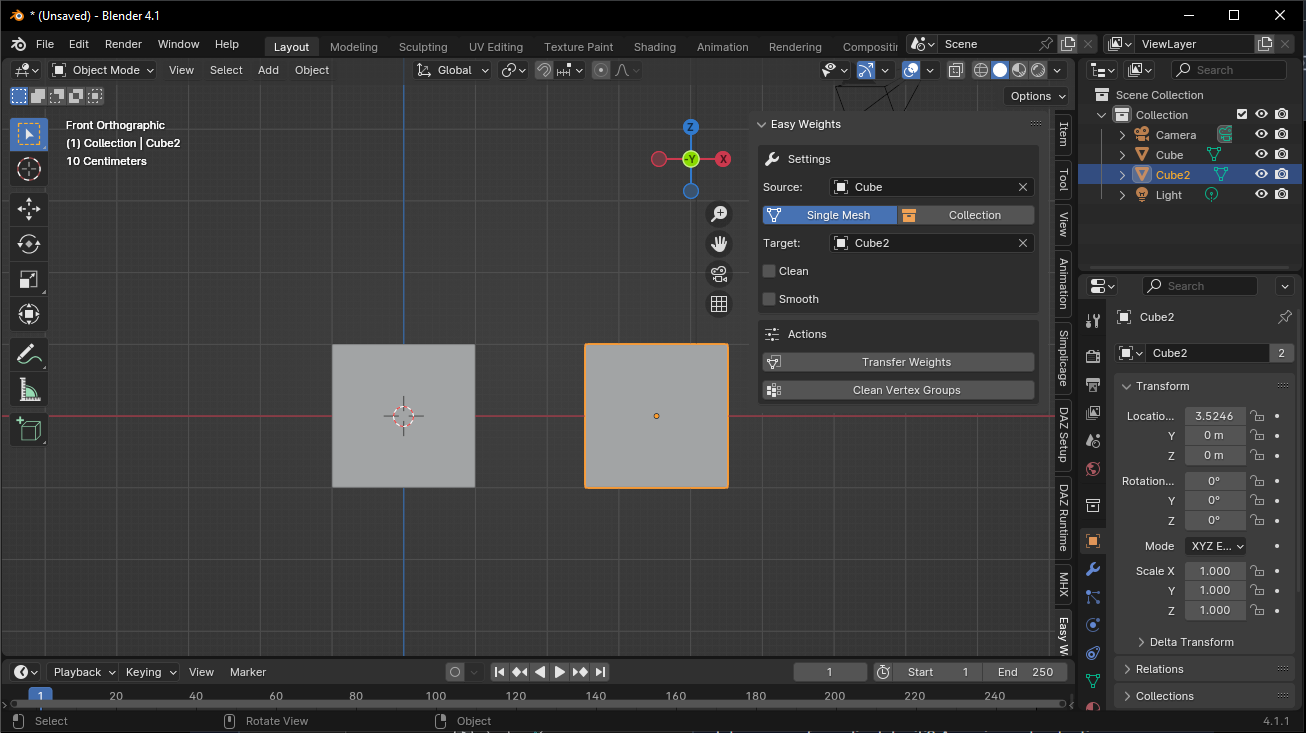 * (Unsaved) - Blender 4.1
File Edit Render Window Help Layout Modeling Sculpting UV Editing Texture Paint Shading Animation Rendering Compositi Scene ViewLayer
Object Mode View Select Add Object Global Search
Options
Scene Collection
Collection
Camera
Cube
Cube2
Light
Front Orthographic
(1) Collection | Cube2
10 Centimeters
Z
-Y X
Easy Weights
Settings
Source: Cube
Single Mesh Collection
Target: Cube2
Clean
Smooth
Actions
Transfer Weights
Clean Vertex Groups
Item
Tool
View
Animation
Simplicage
DAZ Setup
DAZ Runtime
MHX
Easy W
Search
Cube2
Cube2 2
Transform
Locatio... 3.5246
Y 0 m
Z 0 m
Rotation... 0°
Y 0°
Z 0°
Mode XYZ E...
Scale X 1.000
Y 1.000
Z 1.000
Delta Transform
Relations
Collections
Playback Keying View Marker 1 Start 1 End 250
1 20 40 60 80 100 120 140 160 180 200 220 240
Select Rotate View Object 4.1.1